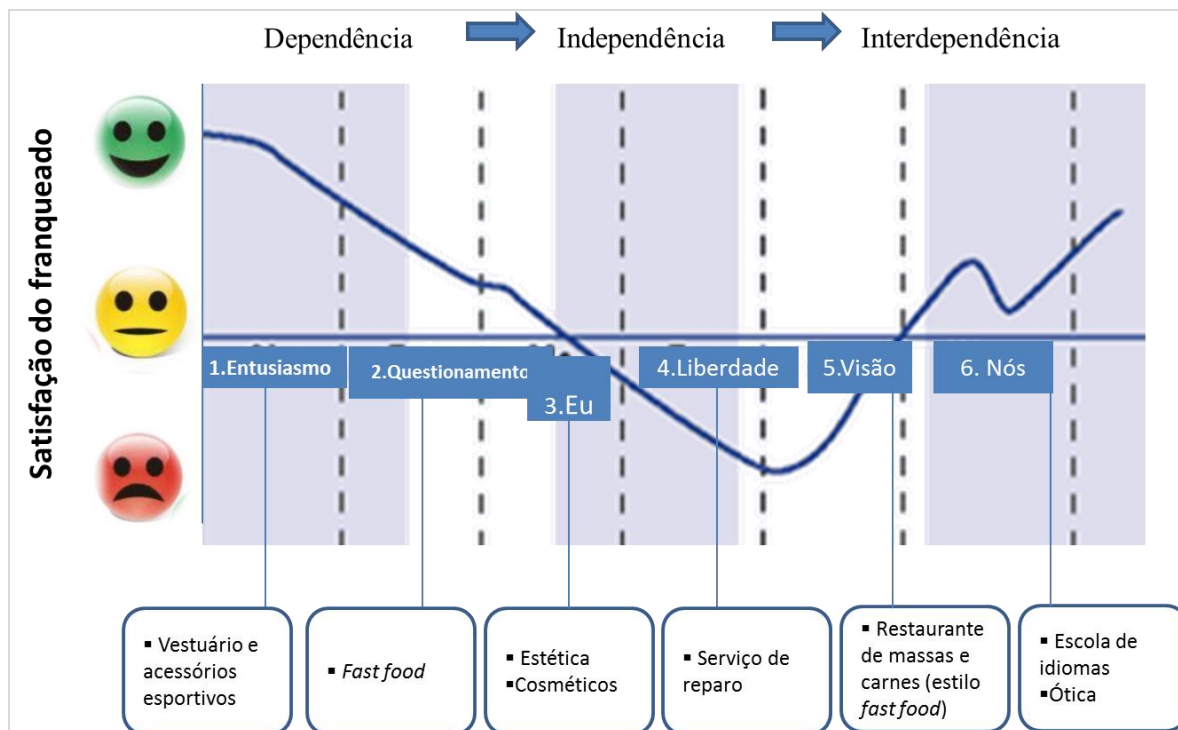 Dependência Independência Interdependência
Satisfação do franqueado
1.Entusiasmo
2.Questionamento
3.Eu
4.Liberdade
5.Visão
6. Nós
▪ Vestuário e
acessórios
esportivos
▪ Fast food
▪ Estética
▪Cosméticos
▪ Serviço de
reparo
▪ Restaurante
de massas e
carnes (estilo
fast food)
▪ Escola de
idiomas
▪Ótica